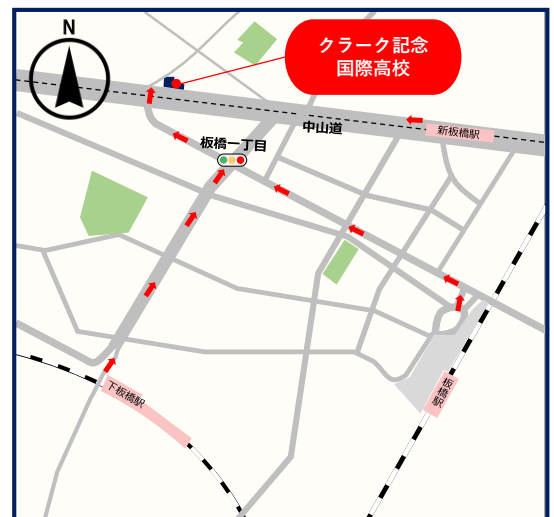 N
クラーク記念
国際高校
中山道
新板橋駅
板橋一丁目
板橋駅
下板橋駅